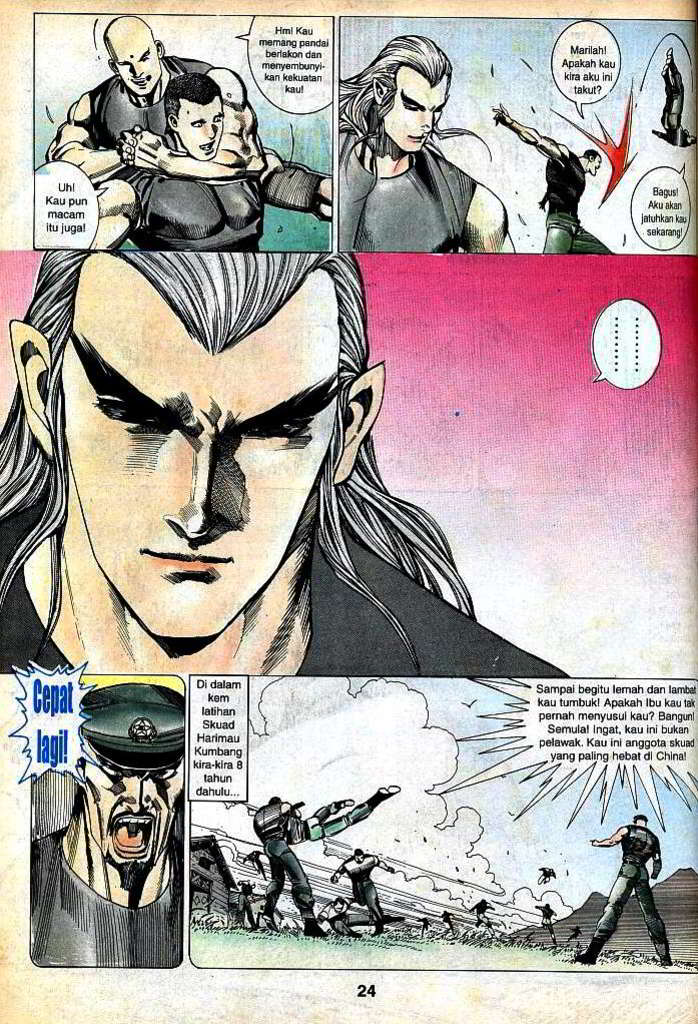 Hm! Kau
memang pandai
berlakon dan
menyembunyi-
kan kekuatan
kau!
Uh!
Kau pun
macam
itu juga!
Marilah!
Apakah kau
kira aku ini
takut?
Bagus!
Aku akan
jatuhkan kau
sekarang!
Cepat
lagi!
Di dalam
kem
latihan
Skuad
Harimau
Kumbang
kira-kira 8
tahun
dahulu...
Sampai begitu lemah dan lambat
kau tumbuk! Apakah Ibu kau tak
pernah menyusui kau? Bangun
Semula! Ingat, kau ini bukan
pelawak. Kau ini anggota skuad
yang paling hebat di China!
24